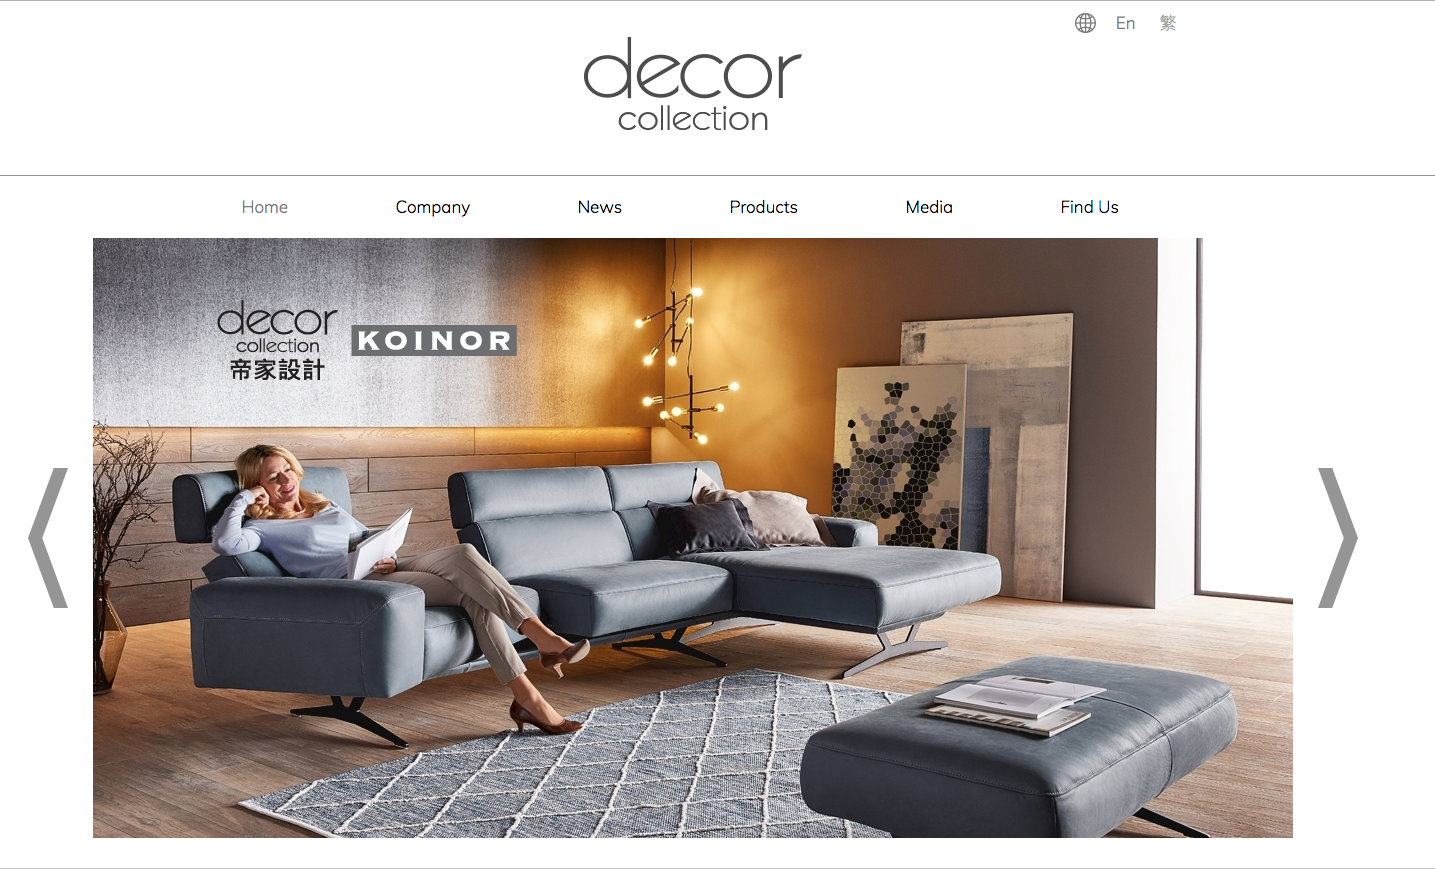 En 繁
decor
collection
Home Company News Products Media Find Us
decor
collection
帝家設計
KOINOR